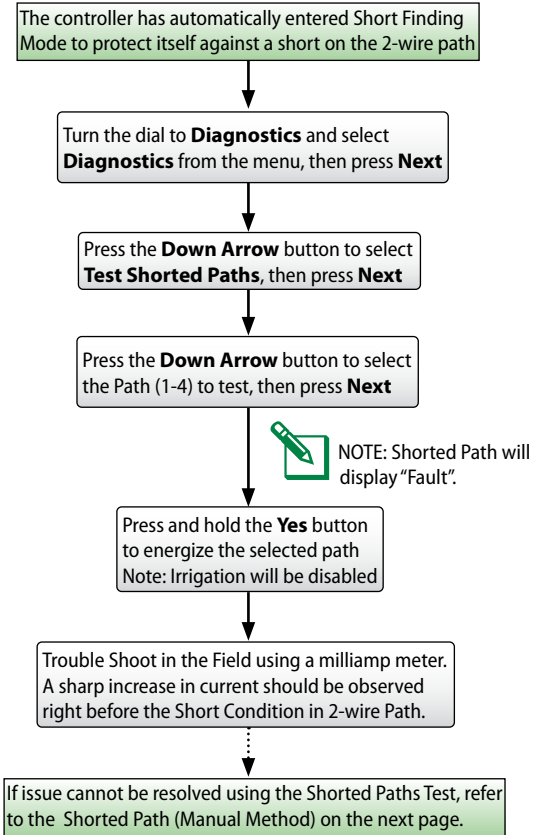 The controller has automatically entered Short Finding
Mode to protect itself against a short on the 2-wire path
Turn the dial to Diagnostics and select
Diagnostics from the menu, then press Next
Press the Down Arrow button to select
Test Shorted Paths, then press Next
Press the Down Arrow button to select
the Path (1-4) to test, then press Next
NOTE: Shorted Path will
display "Fault".
Press and hold the Yes button
to energize the selected path
Note: Irrigation will be disabled
Trouble Shoot in the Field using a milliamp meter.
A sharp increase in current should be observed
right before the Short Condition in 2-wire Path.
If issue cannot be resolved using the Shorted Paths Test, refer
to the Shorted Path (Manual Method) on the next page.